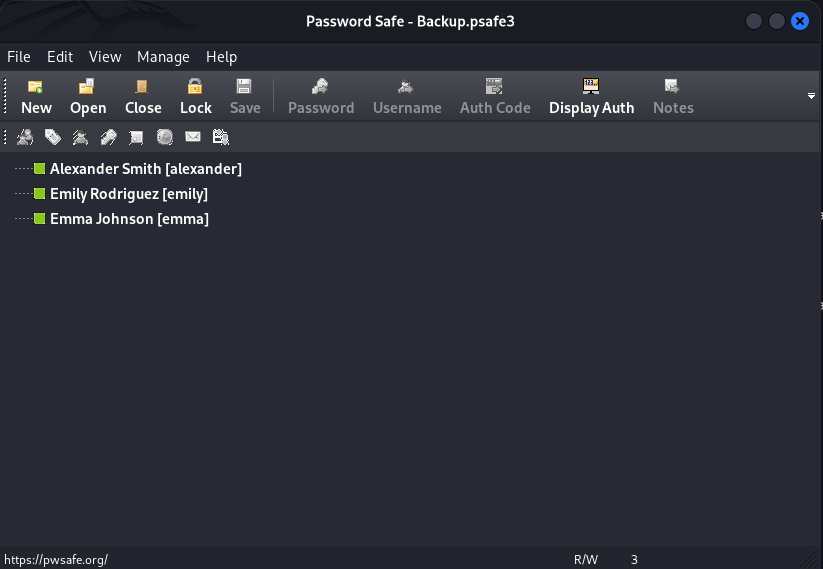 Password Safe - Backup.psafe3
File Edit View Manage Help
New Open Close Lock Save Password Username Auth Code Display Auth Notes
Alexander Smith [alexander]
Emily Rodriguez [emily]
Emma Johnson [emma]
https://pwsafe.org/ R/W 3